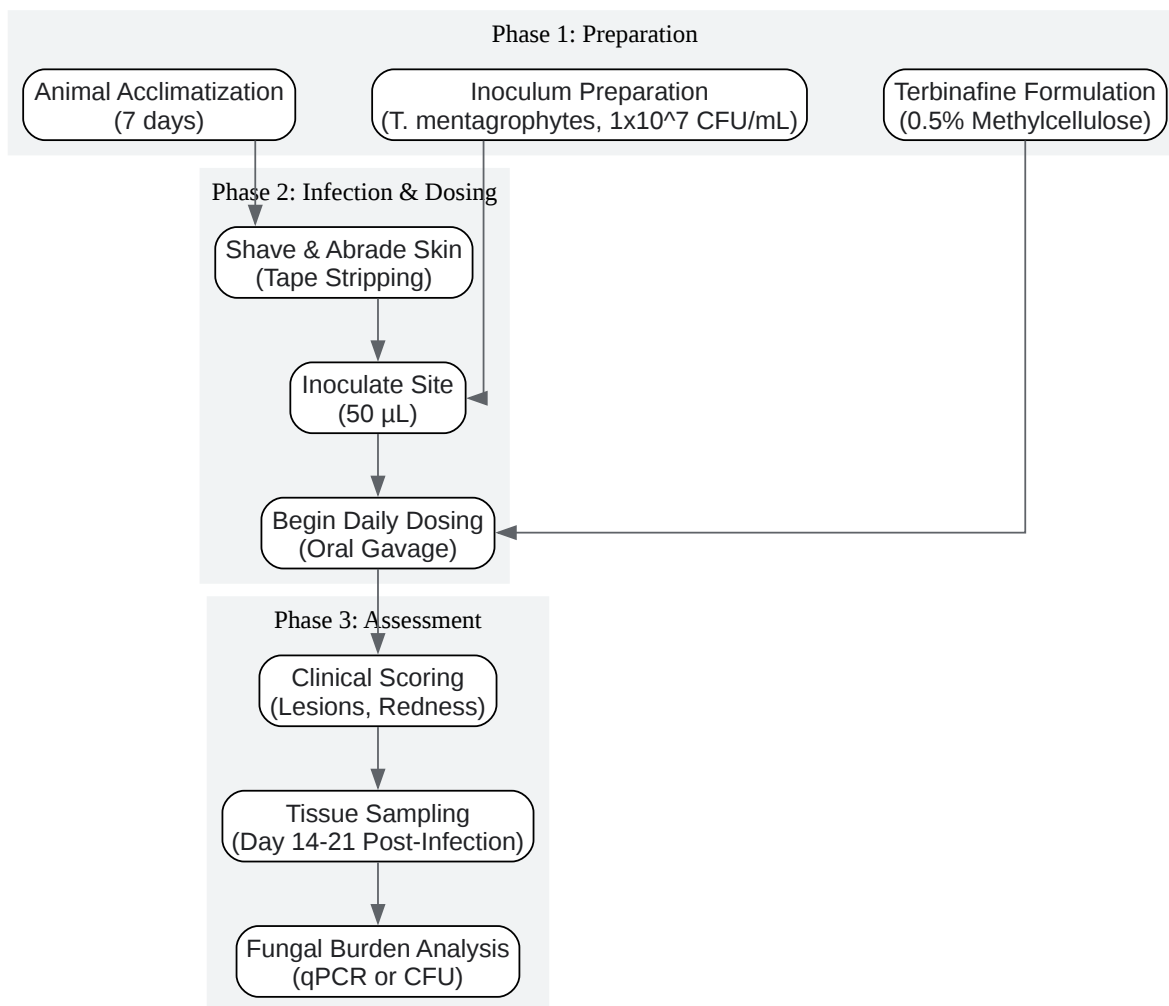 Phase 1: Preparation
Animal Acclimatization
(7 days)
Inoculum Preparation
(T. mentagrophytes, 1x10^7 CFU/mL)
Terbinafine Formulation
(0.5% Methylcellulose)
Phase 2: Infection & Dosing
Shave & Abrade Skin
(Tape Stripping)
Inoculate Site
(50 µL)
Begin Daily Dosing
(Oral Gavage)
Phase 3: Assessment
Clinical Scoring
(Lesions, Redness)
Tissue Sampling
(Day 14-21 Post-Infection)
Fungal Burden Analysis
(qPCR or CFU)